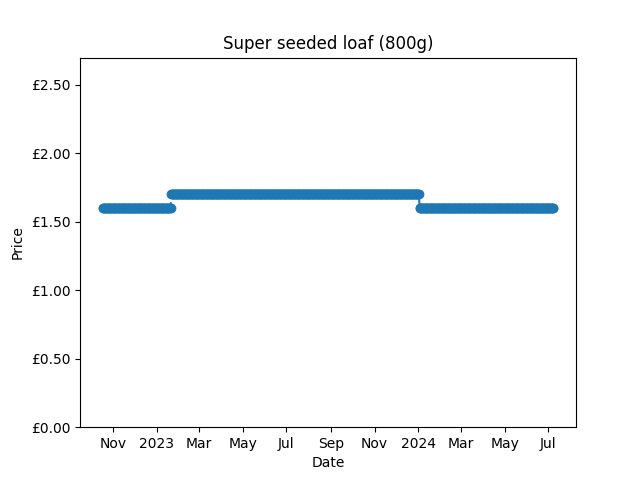 Super seeded loaf (800g)
£2.50
£2.00
£1.50
£1.00
£0.50
£0.00
Price
Nov 2023 Mar May Jul Sep Nov 2024 Mar May Jul
Date